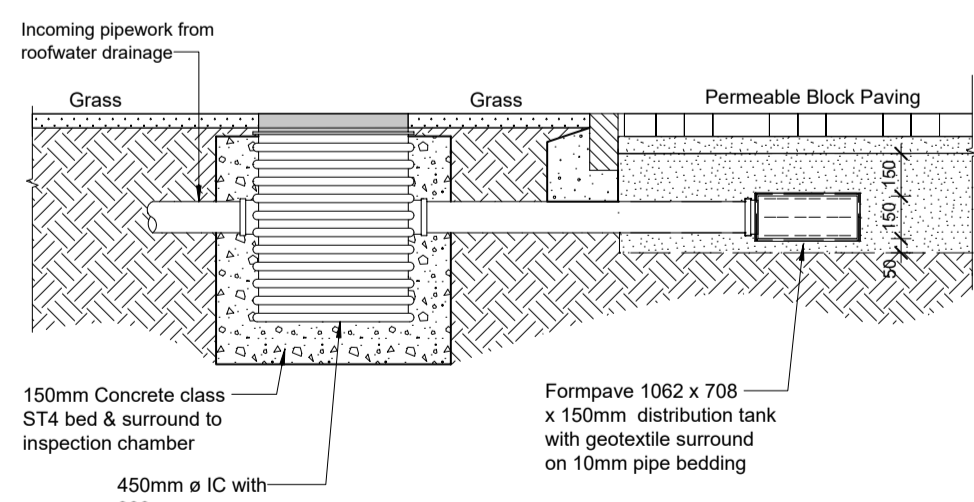 Incoming pipework from
roofwater drainage
Grass
Grass
Permeable Block Paving
150
150
50
150mm Concrete class
ST4 bed & surround to
inspection chamber
450mm ø IC with
Formpave 1062 x 708
x 150mm distribution tank
with geotextile surround
on 10mm pipe bedding